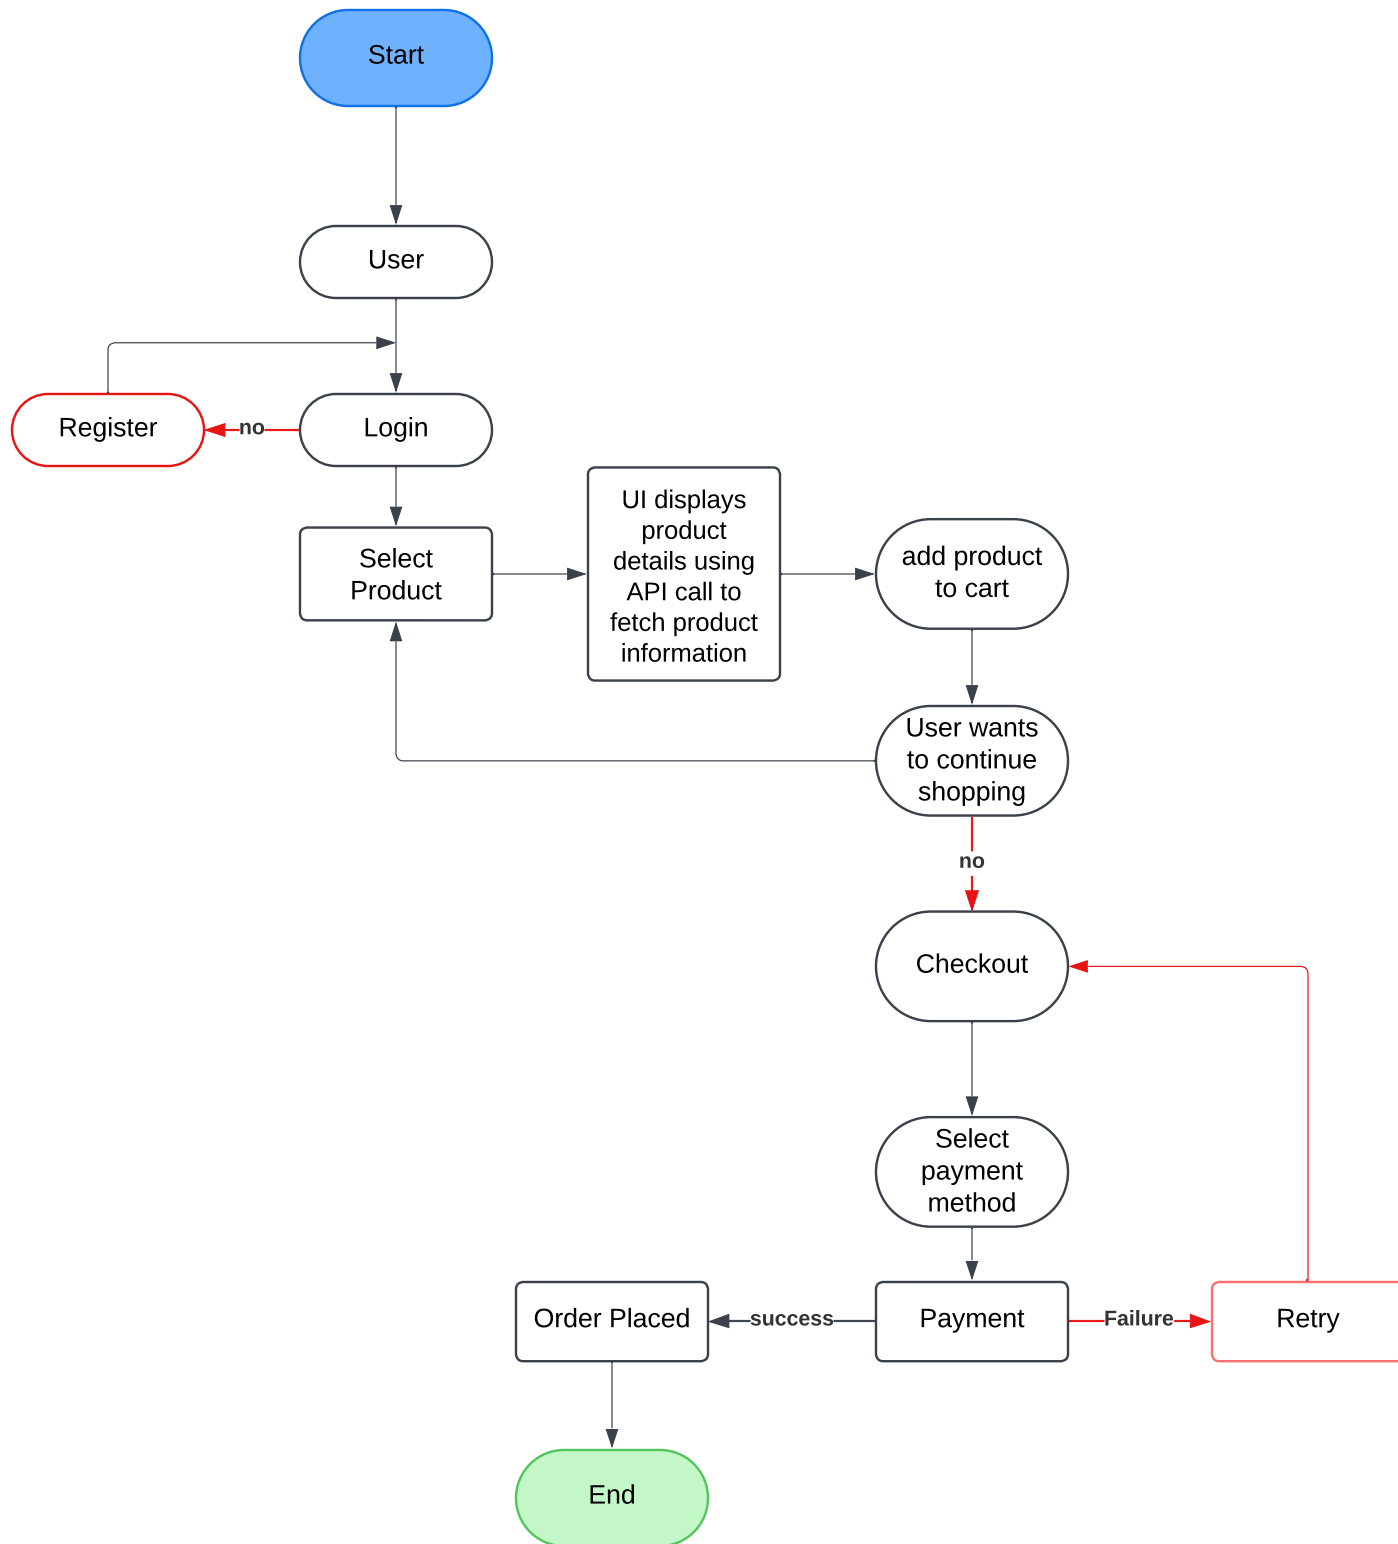 Start
User
Register
no
Login
Select
Product
UI displays
product
details using
API call to
fetch product
information
add product
to cart
User wants
to continue
shopping
no
Checkout
Select
payment
method
Order Placed
success
Payment
Failure
Retry
End